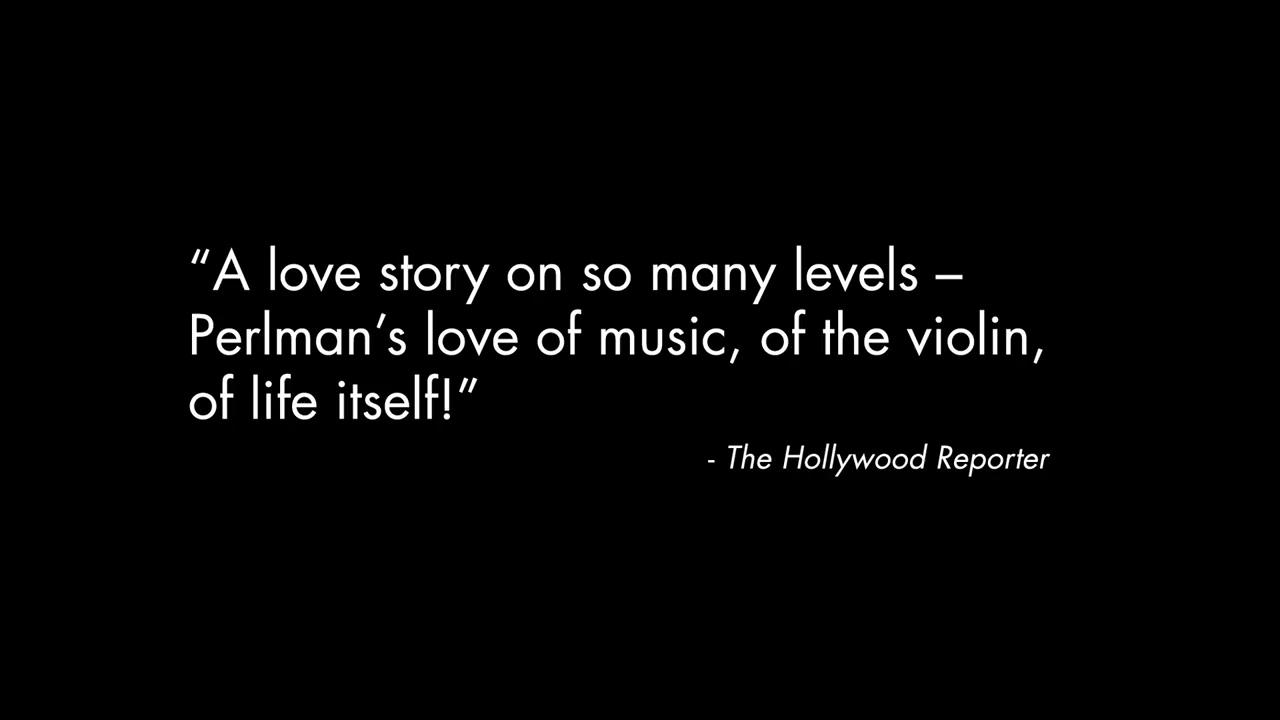 “A love story on so many levels –
Perlman’s love of music, of the violin,
of life itself!”
- The Hollywood Reporter